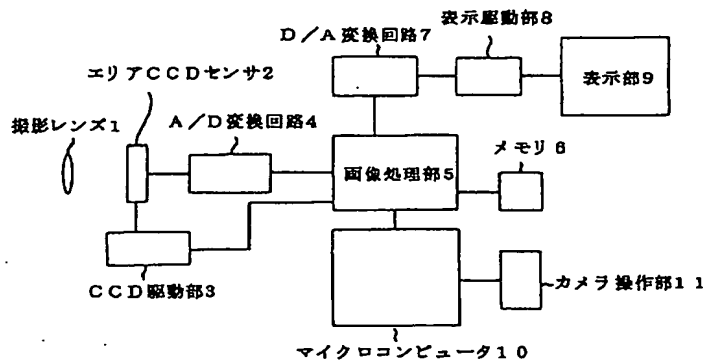 D/A変換回路7
表示駆動部8
エリアCCDセンサ2
表示部9
撮影レンズ1
A/D変換回路4
メモリ6
画像処理部5
CCD駆動部3
カメラ操作部11
マイクロコンピュータ10